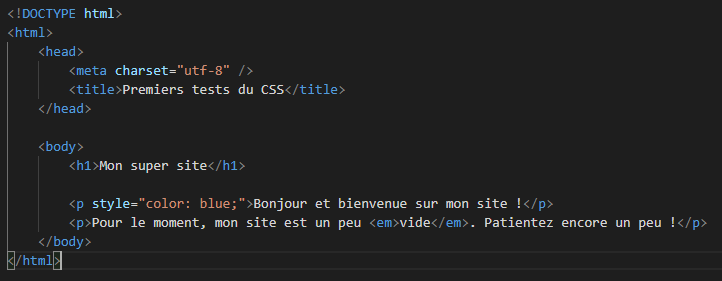 <!DOCTYPE html>
<html>
    <head>
        <meta charset="utf-8" />
        <title>Premiers tests du CSS</title>
    </head>

    <body>
        <h1>Mon super site</h1>

        <p style="color: blue;">Bonjour et bienvenue sur mon site !</p>
        <p>Pour le moment, mon site est un peu <em>vide</em>. Patientez encore un peu !</p>
    </body>
</html>